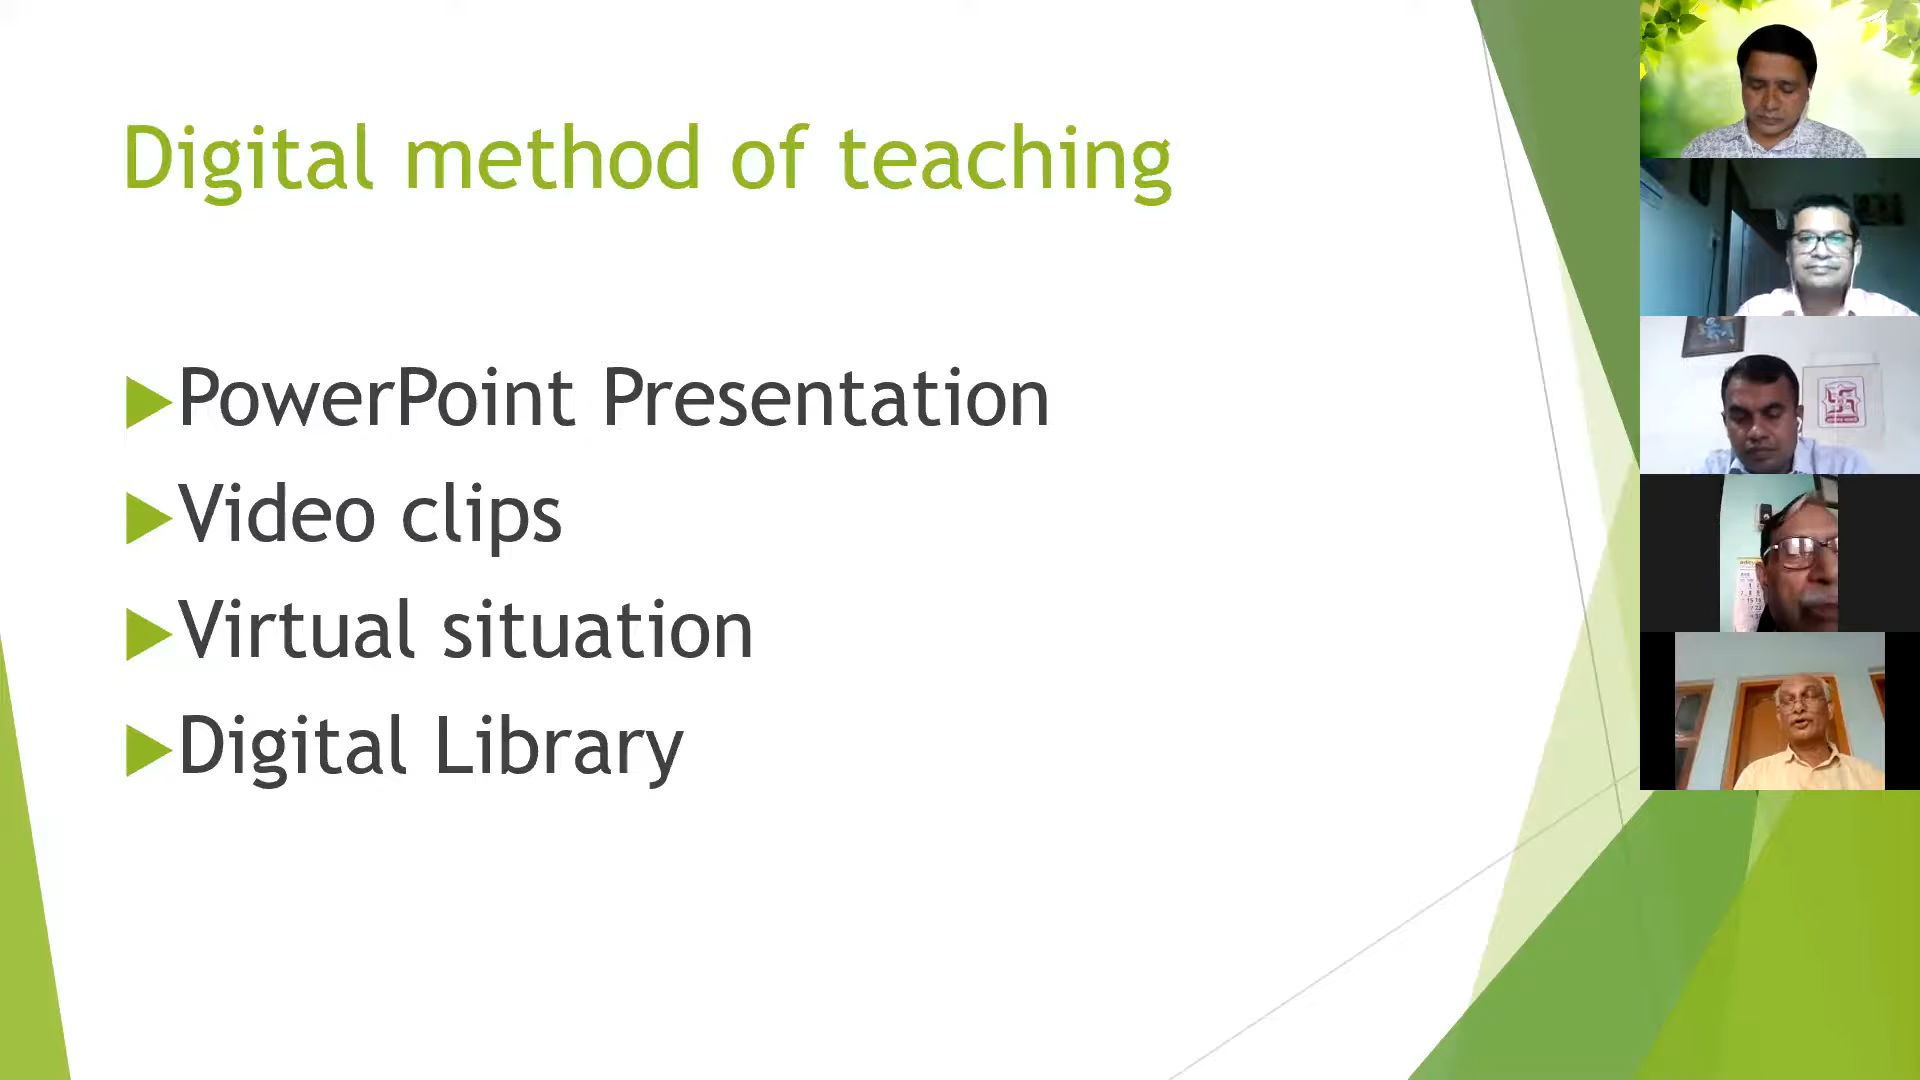 Digital method of teaching
PowerPoint Presentation
Video clips
Virtual situation
Digital Library